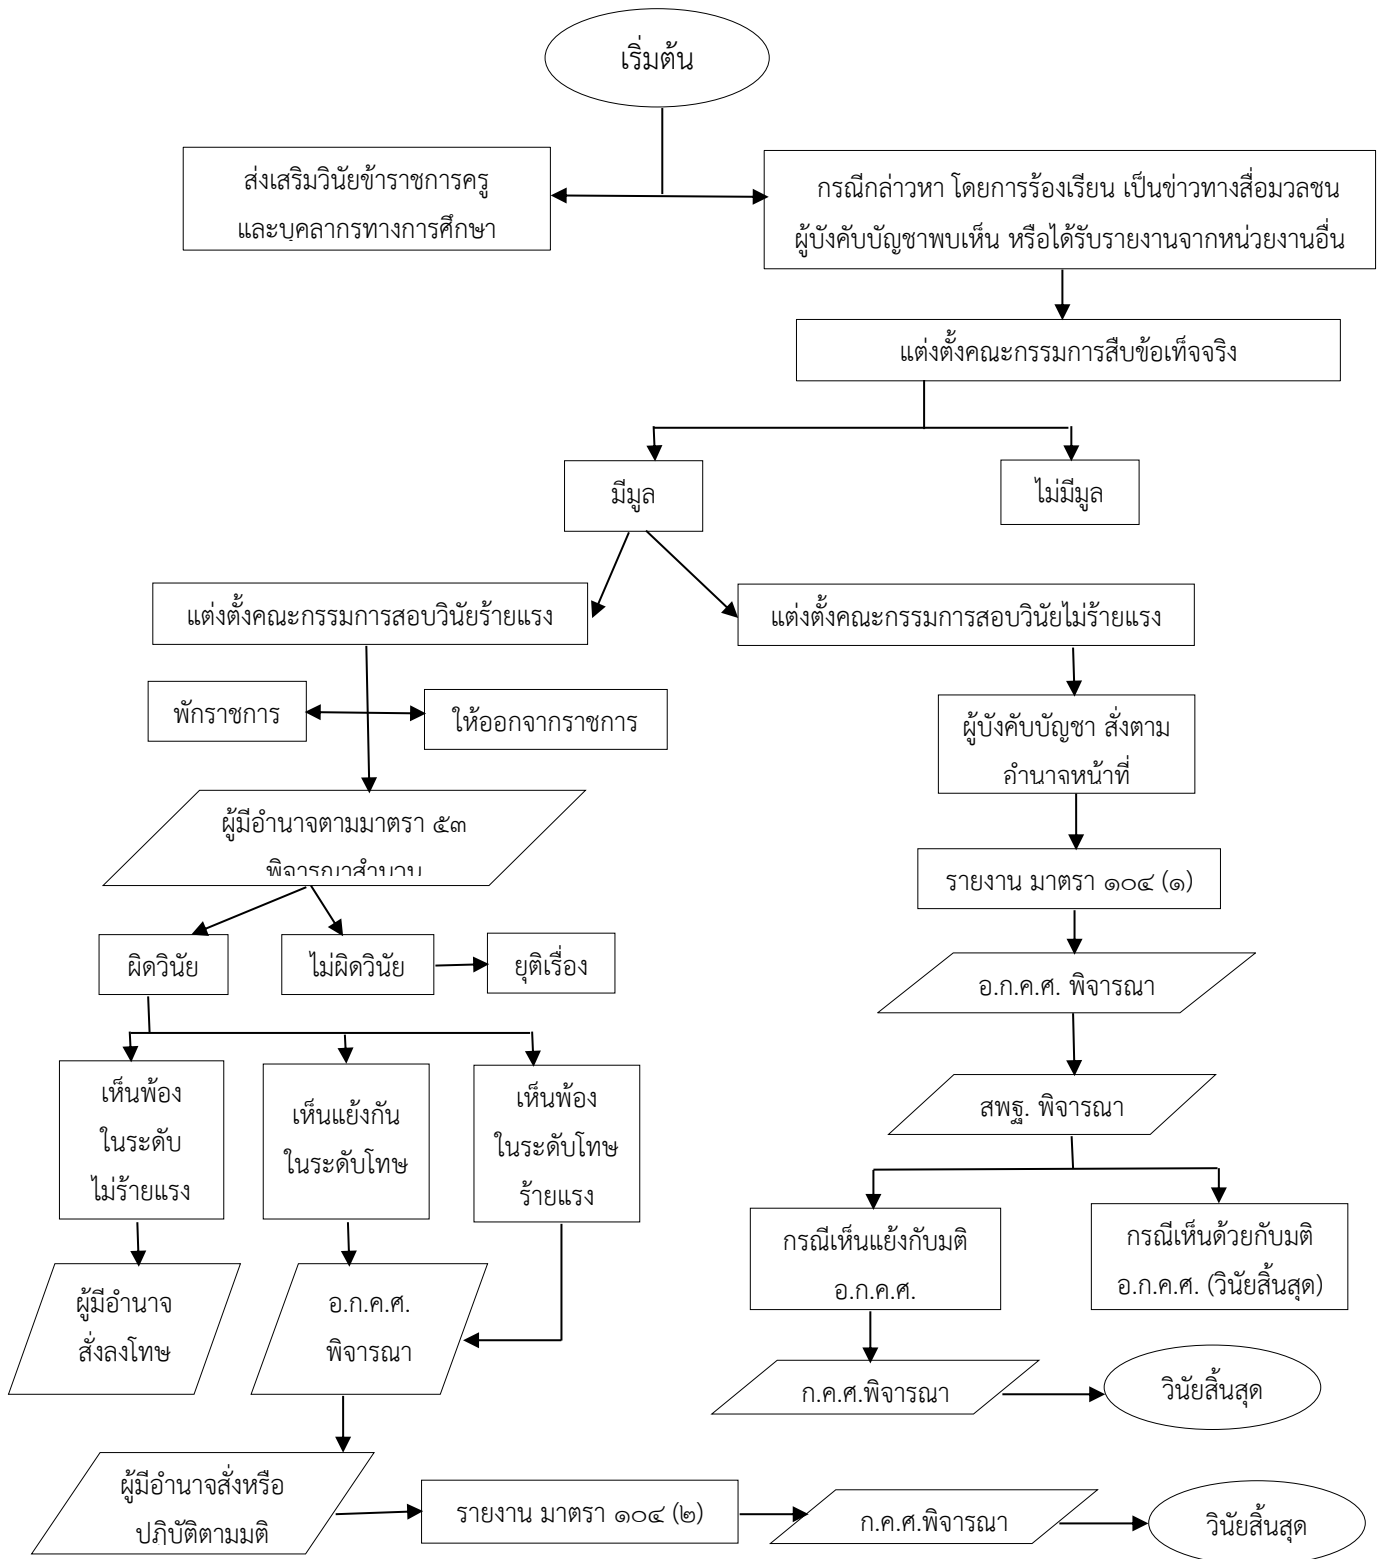 เริ่มต้น
ส่งเสริมวินัยข้าราชการครู
และบุคลากรทางการศึกษา
กรณีกล่าวหา โดยการร้องเรียน เป็นข่าวทางสื่อมวลชน
ผู้บังคับบัญชาพบเห็น หรือได้รับรายงานจากหน่วยงานอื่น
แต่งตั้งคณะกรรมการสืบข้อเท็จจริง
มีมูล
ไม่มีมูล
แต่งตั้งคณะกรรมการสอบวินัยร้ายแรง
แต่งตั้งคณะกรรมการสอบวินัยไม่ร้ายแรง
พักราชการ
ให้ออกจากราชการ
ผู้บังคับบัญชา สั่งตาม
อำนาจหน้าที่
ผู้มีอำนาจตามมาตรา ๕๓
พิจารณาสำนวน
รายงาน มาตรา ๑๐๔ (๑)
ผิดวินัย
ไม่ผิดวินัย
ยุติเรื่อง
อ.ก.ค.ศ. พิจารณา
เห็นพ้อง
ในระดับ
ไม่ร้ายแรง
เห็นแย้งกัน
ในระดับโทษ
เห็นพ้อง
ในระดับโทษ
ร้ายแรง
สพฐ. พิจารณา
กรณีเห็นแย้งกับมติ
อ.ก.ค.ศ.
กรณีเห็นด้วยกับมติ
อ.ก.ค.ศ. (วินัยสิ้นสุด)
ผู้มีอำนาจ
สั่งลงโทษ
อ.ก.ค.ศ.
พิจารณา
ก.ค.ศ.พิจารณา
วินัยสิ้นสุด
ผู้มีอำนาจสั่งหรือ
ปฏิบัติตามมติ
รายงาน มาตรา ๑๐๔ (๒)
ก.ค.ศ.พิจารณา
วินัยสิ้นสุด